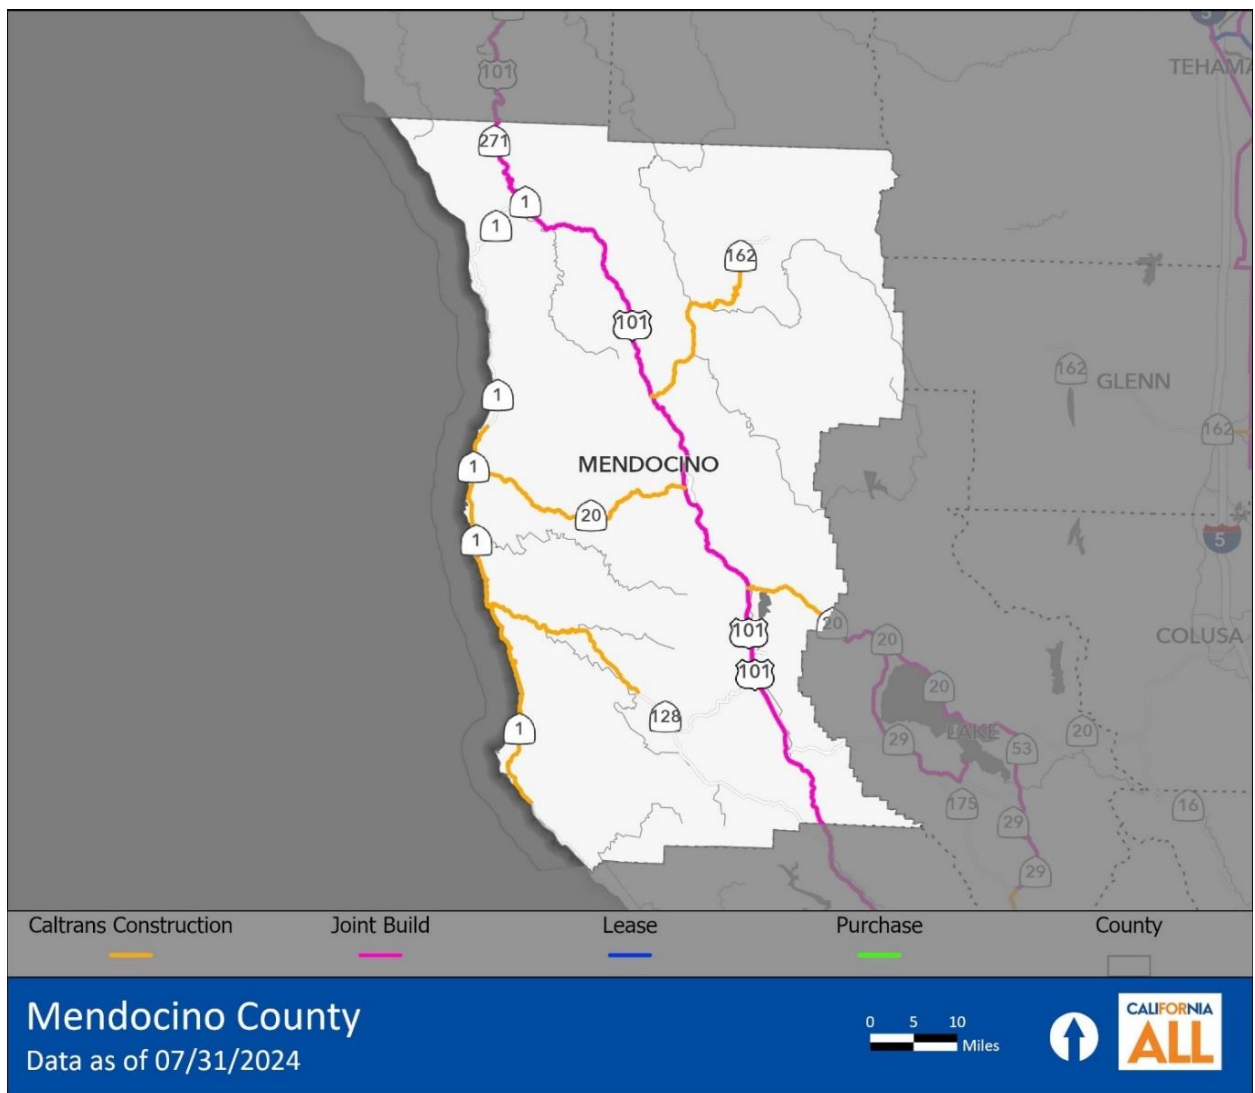 5
TEHAMA
101
271
1
1
162
101
162
GLENN
1
162
MENDOCINO
1
20
1
5
20
101
20
COLUSA
101
20
128
1
LAKE
20
29
53
175
16
29
29
Caltrans Construction
Joint Build
Lease
Purchase
County
Mendocino County
Data as of 07/31/2024
0 5 10
Miles
CALIFORNIA
ALL